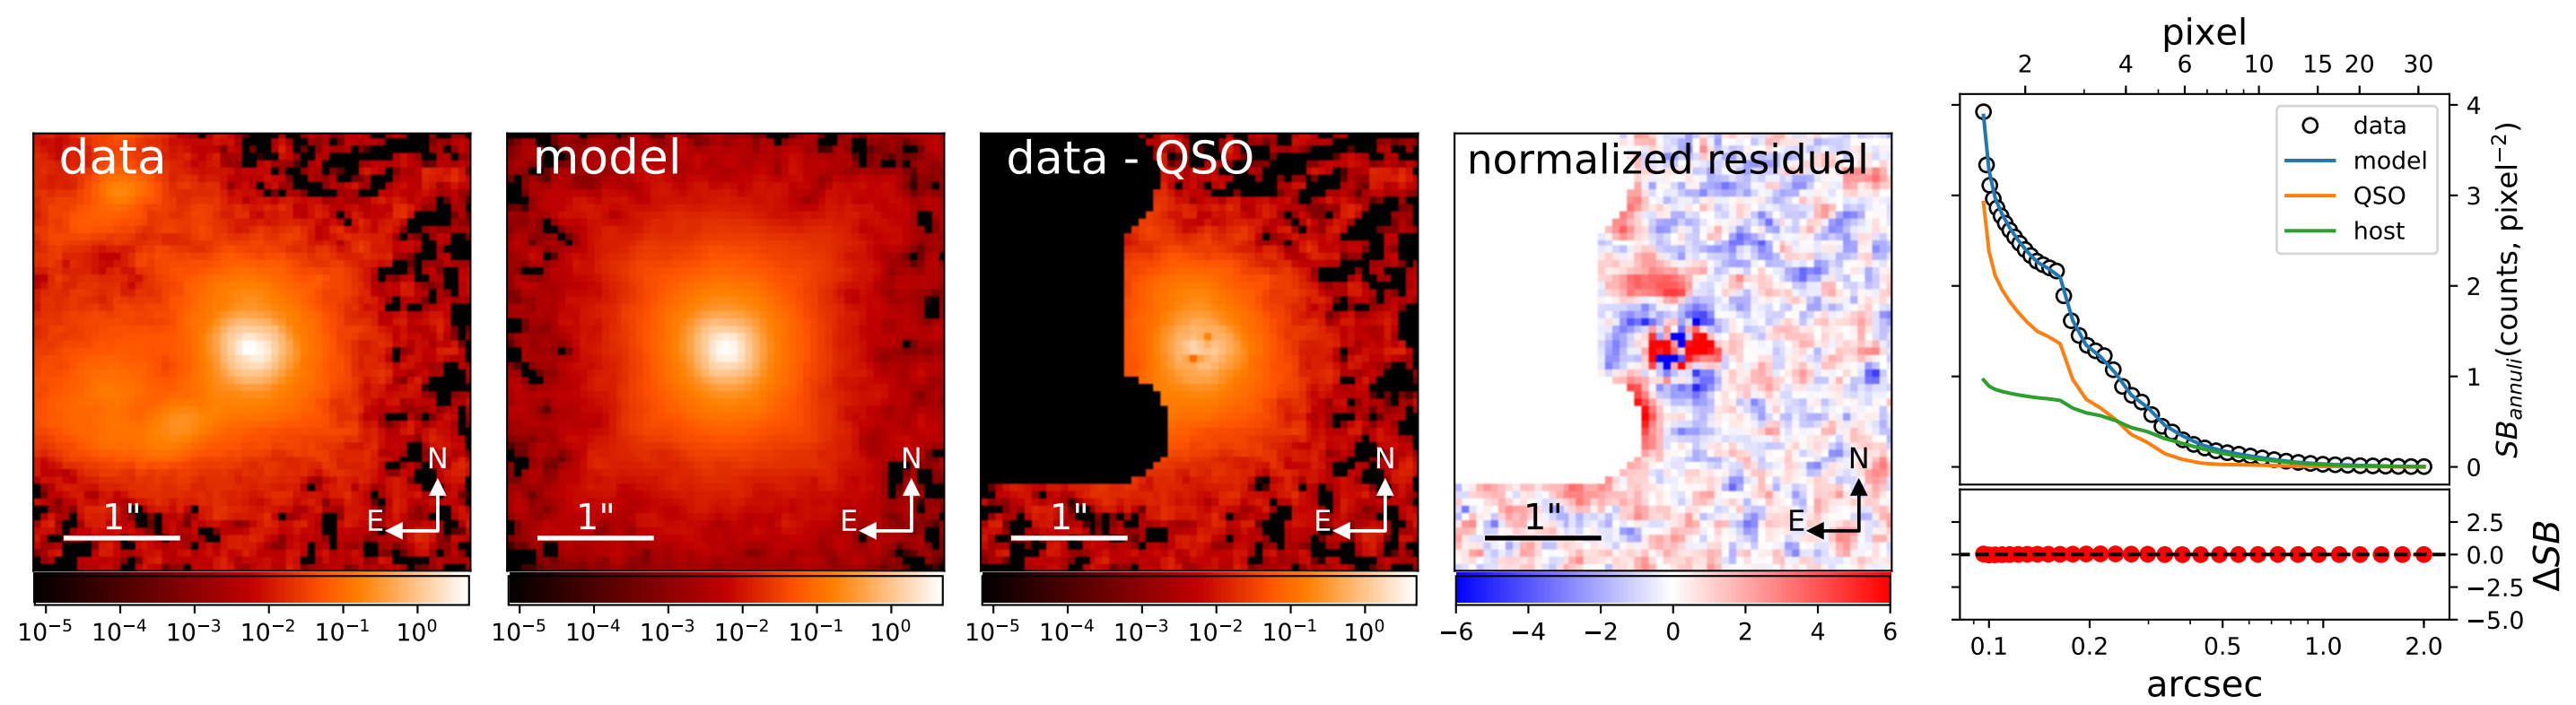 data
N
E
1"
10⁻⁵ 10⁻⁴ 10⁻³ 10⁻² 10⁻¹ 10⁰
model
N
E
1"
10⁻⁵ 10⁻⁴ 10⁻³ 10⁻² 10⁻¹ 10⁰
data - QSO
N
E
1"
10⁻⁵ 10⁻⁴ 10⁻³ 10⁻² 10⁻¹ 10⁰
normalized residual
N
E
1"
−6 −4 −2 0 2 4 6
pixel
2 4 6 10 15 20 30
data
model
QSO
host
4
3
2
1
0
SB_annuli(counts, pixel⁻²)
2.5
0.0
−2.5
−5.0
ΔSB
0.1 0.2 0.5 1.0 2.0
arcsec